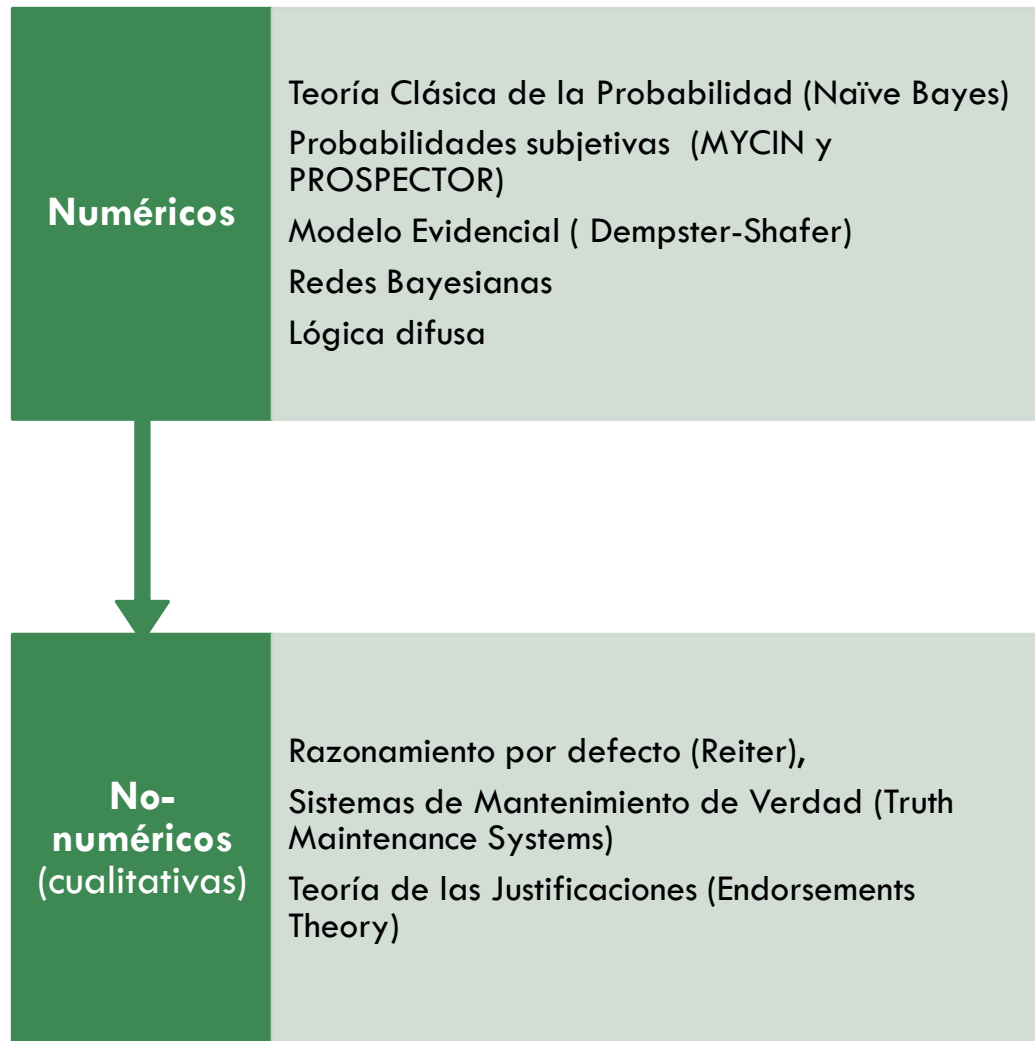 Numéricos
Teoría Clásica de la Probabilidad (Naïve Bayes)
Probabilidades subjetivas (MYCIN y
PROSPECTOR)
Modelo Evidencial ( Dempster-Shafer)
Redes Bayesianas
Lógica difusa
No-
numéricos
(cualitativas)
Razonamiento por defecto (Reiter),
Sistemas de Mantenimiento de Verdad (Truth
Maintenance Systems)
Teoría de las Justificaciones (Endorsements
Theory)